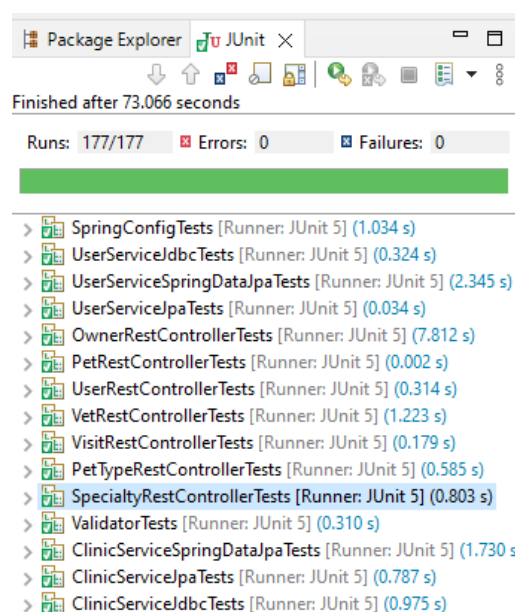 Package Explorer JUnit
Finished after 73.066 seconds
Runs: 177/177 Errors: 0 Failures: 0
SpringConfigTests [Runner: JUnit 5] (1.034 s)
UserServiceJdbcTests [Runner: JUnit 5] (0.324 s)
UserServiceSpringDataJpaTests [Runner: JUnit 5] (2.345 s)
UserServiceJpaTests [Runner: JUnit 5] (0.034 s)
OwnerRestControllerTests [Runner: JUnit 5] (7.812 s)
PetRestControllerTests [Runner: JUnit 5] (0.002 s)
UserRestControllerTests [Runner: JUnit 5] (0.314 s)
VetRestControllerTests [Runner: JUnit 5] (1.223 s)
VisitRestControllerTests [Runner: JUnit 5] (0.179 s)
PetTypeRestControllerTests [Runner: JUnit 5] (0.585 s)
SpecialtyRestControllerTests [Runner: JUnit 5] (0.803 s)
ValidatorTests [Runner: JUnit 5] (0.310 s)
ClinicServiceSpringDataJpaTests [Runner: JUnit 5] (1.730 s
ClinicServiceJpaTests [Runner: JUnit 5] (0.787 s)
ClinicServiceJdbcTests [Runner: JUnit 5] (0.975 s)